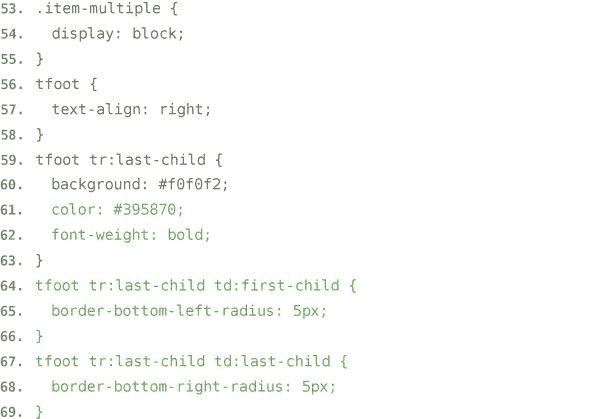 53. .item-multiple {
54.   display: block;
55. }
56. tfoot {
57.   text-align: right;
58. }
59. tfoot tr:last-child {
60.   background: #f0f0f2;
61.   color: #395870;
62.   font-weight: bold;
63. }
64. tfoot tr:last-child td:first-child {
65.   border-bottom-left-radius: 5px;
66. }
67. tfoot tr:last-child td:last-child {
68.   border-bottom-right-radius: 5px;
69. }